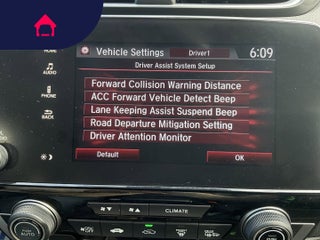 HOME
Vehicle Settings
Driver1
6:09
Driver Assist System Setup
AUDIO
Forward Collision Warning Distance
ACC Forward Vehicle Detect Beep
PHONE
Lane Keeping Assist Suspend Beep
BACK
Road Departure Mitigation Setting
Driver Attention Monitor
Default
OK
CLIMATE
AUTO